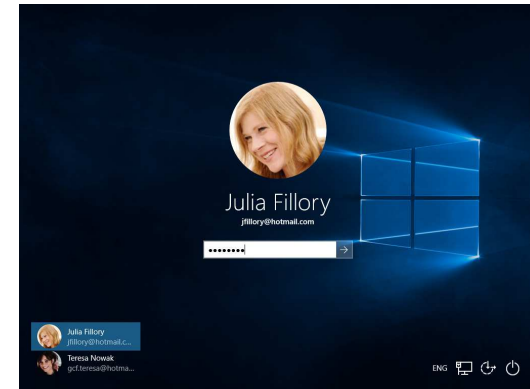 Julia Fillory
jfillory@hotmail.com
Julia Fillory
jfillory@hotmail.c...
Teresa Nowak
gcf.teresa@hotma...
ENG